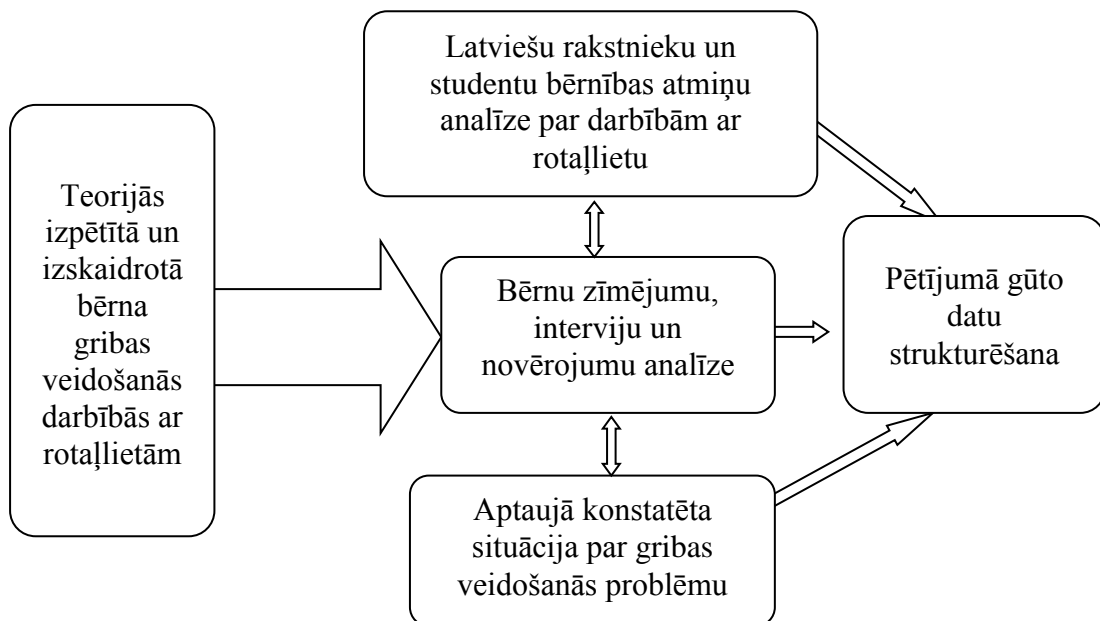 Teorijās
izpētītā un
izskaidrotā
bērna
gribas
veidošanās
darbībās ar
rotaļlietām
Latviešu rakstnieku un
studentu bērnības atmiņu
analīze par darbībām ar
rotaļlietu
Bērnu zīmējumu,
interviju un
novērojumu analīze
Aptaujā konstatēta
situācija par gribas
veidošanās problēmu
Pētījumā gūto
datu
strukturēšana